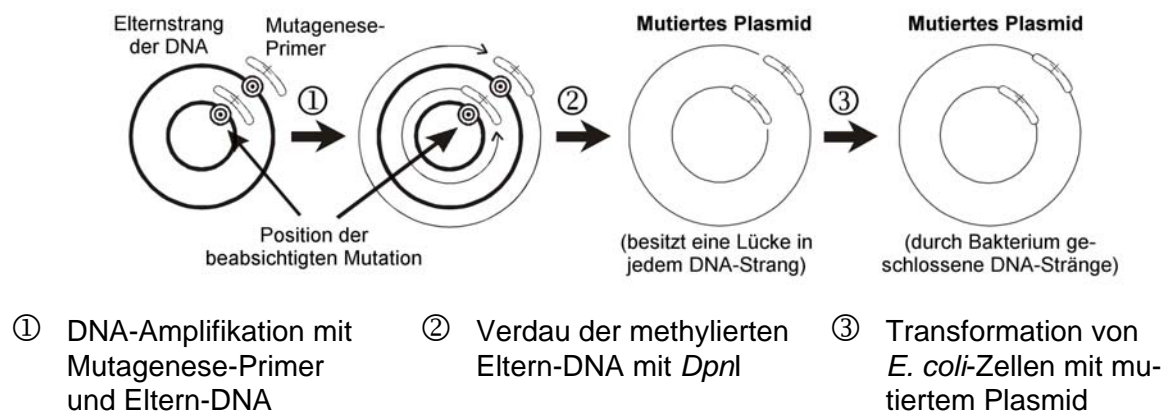 Elternstrang
der DNA
Mutagenese-
Primer
①
②
Mutiertes Plasmid
③
Mutiertes Plasmid
Position der
beabsichtigten Mutation
(besitzt eine Lücke in
jedem DNA-Strang)
(durch Bakterium ge-
schlossene DNA-Stränge)
① DNA-Amplifikation mit
Mutagenese-Primer
und Eltern-DNA
② Verdau der methylierten
Eltern-DNA mit DpnI
③ Transformation von
E. coli-Zellen mit mu-
tiertem Plasmid